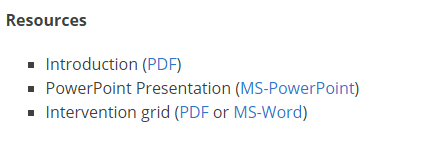 Resources
▪ Introduction (PDF)
▪ PowerPoint Presentation (MS-PowerPoint)
▪ Intervention grid (PDF or MS-Word)